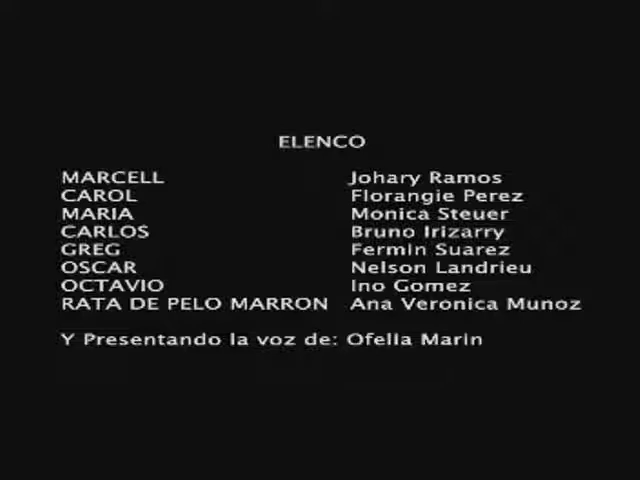 ELENCO
MARCELL Johary Ramos
CAROL Florangie Perez
MARIA Monica Steuer
CARLOS Bruno Irizarry
GREG Fermin Suarez
OSCAR Nelson Landrieu
OCTAVIO Ino Gomez
RATA DE PELO MARRON Ana Veronica Munoz
Y Presentando la voz de: Ofelia Marin